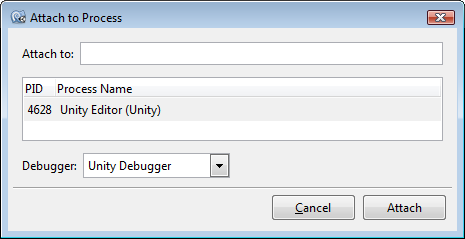 Attach to Process
Attach to:
PID Process Name
4628 Unity Editor (Unity)
Debugger: Unity Debugger
Cancel Attach